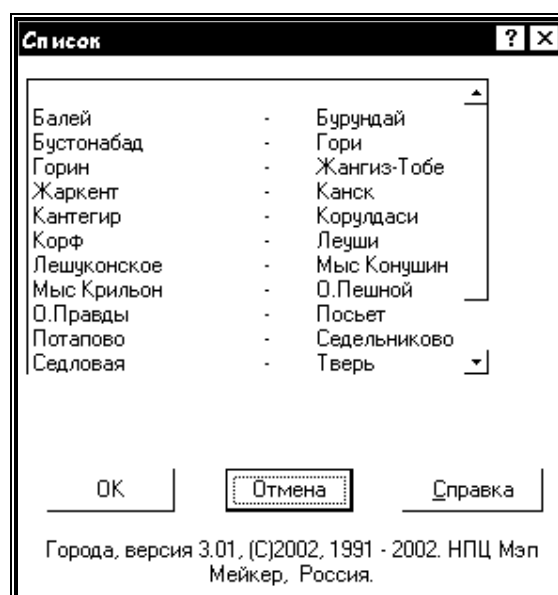 Список
Балей - Бурундай
Бустонабад - Гори
Горин - Жангиз-Тобе
Жаркент - Канск
Кантегир - Корулдаси
Корф - Леуши
Лешуконское - Мыс Конушин
Мыс Крильон - О.Пешной
О.Правды - Посьет
Потапово - Седельниково
Седловая - Тверь
OK Отмена Справка
Города, версия 3.01, (C)2002, 1991 - 2002. НПЦ Мэп
Мейкер, Россия.